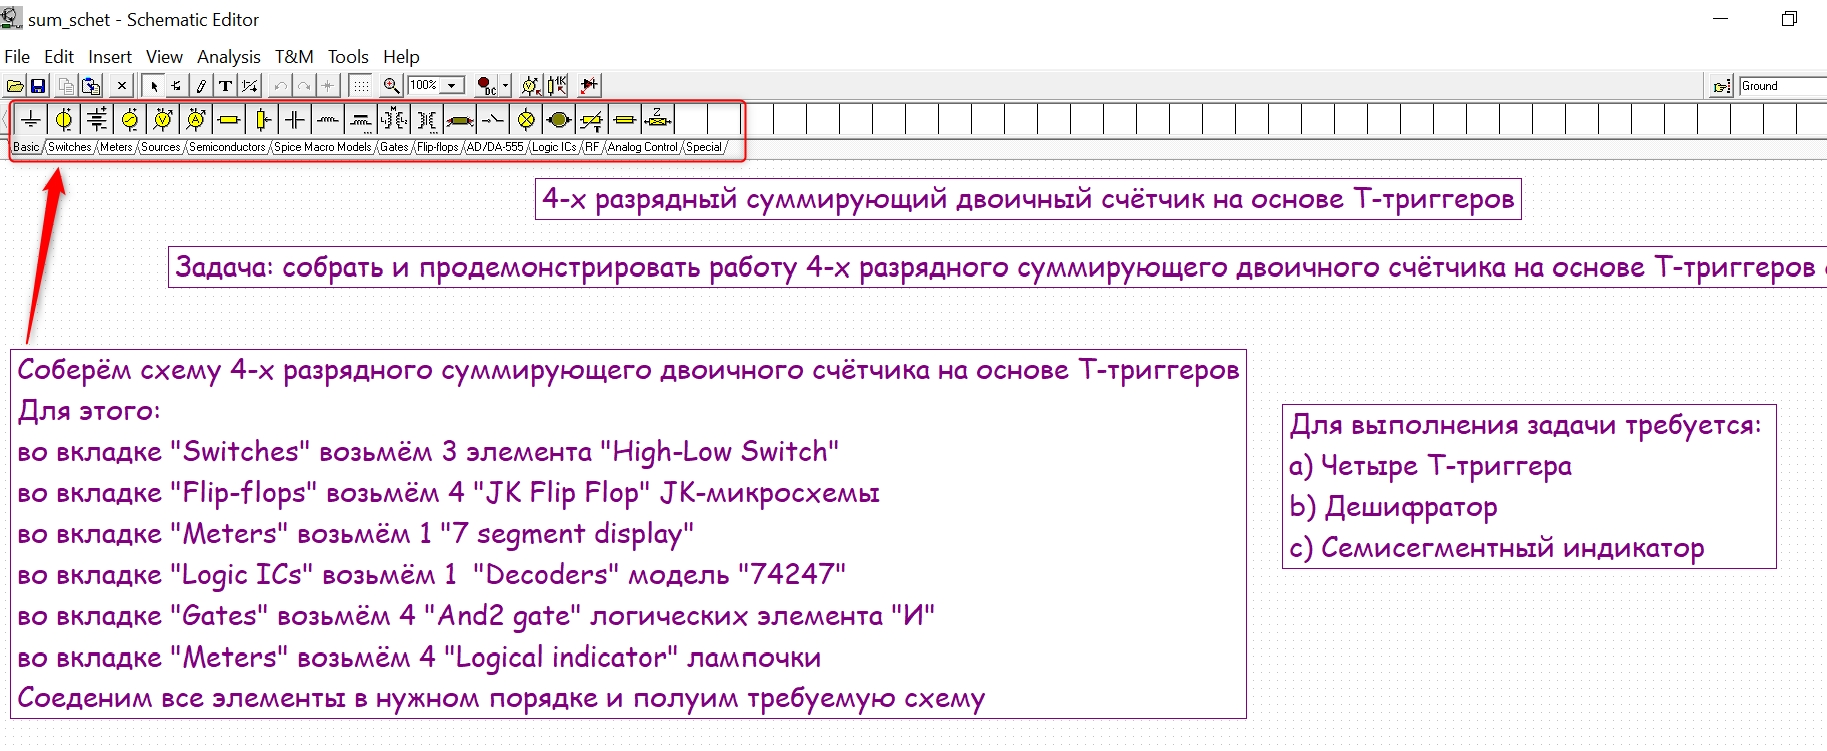 sum_schet - Schematic Editor
File Edit Insert View Analysis T&M Tools Help
T 100% DC 1K Ground
M Z T
Basic Switches Meters Sources Semiconductors Spice Macro Models Gates Flip-flops AD/DA-555 Logic ICs RF Analog Control Special
4-х разрядный суммирующий двоичный счётчик на основе Т-триггеров
Задача: собрать и продемонстрировать работу 4-х разрядного суммирующего двоичного счётчика на основе Т-триггеров
Соберём схему 4-х разрядного суммирующего двоичного счётчика на основе Т-триггеров
Для этого:
во вкладке "Switches" возьмём 3 элемента "High-Low Switch"
во вкладке "Flip-flops" возьмём 4 "JK Flip Flop" JK-микросхемы
во вкладке "Meters" возьмём 1 "7 segment display"
во вкладке "Logic ICs" возьмём 1 "Decoders" модель "74247"
во вкладке "Gates" возьмём 4 "And2 gate" логических элемента "И"
во вкладке "Meters" возьмём 4 "Logical indicator" лампочки
Соеденим все элементы в нужном порядке и полуим требуемую схему
Для выполнения задачи требуется:
a) Четыре Т-триггера
b) Дешифратор
c) Семисегментный индикатор